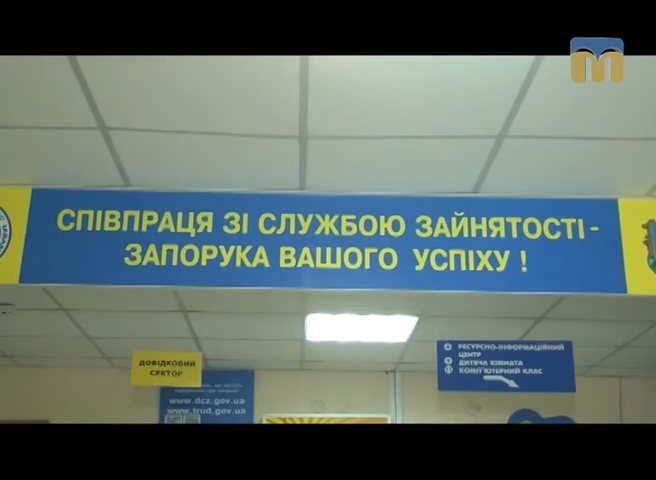 СПІВПРАЦЯ ЗІ СЛУЖБОЮ ЗАЙНЯТОСТІ -
ЗАПОРУКА ВАШОГО УСПІХУ !
РЕСУРСНО-ІНФОРМАЦІЙНИЙ
ЦЕНТР
ДИТЯЧА КІМНАТА
КОМП'ЮТЕРНИЙ КЛАС
ДОВІДКОВИЙ
СЕКТОР
www.dcz.gov.ua
www.trud.gov.ua